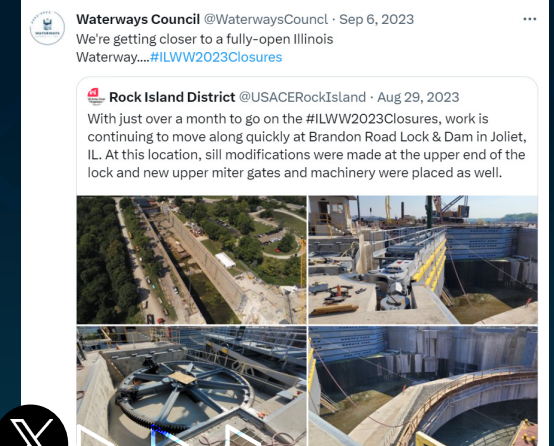 Waterways Council @WaterwaysCouncl · Sep 6, 2023
We're getting closer to a fully-open Illinois
Waterway....#ILWW2023Closures
Rock Island District @USACERockIsland · Aug 29, 2023
With just over a month to go on the #ILWW2023Closures, work is
continuing to move along quickly at Brandon Road Lock & Dam in Joliet,
IL. At this location, sill modifications were made at the upper end of the
lock and new upper miter gates and machinery were placed as well.